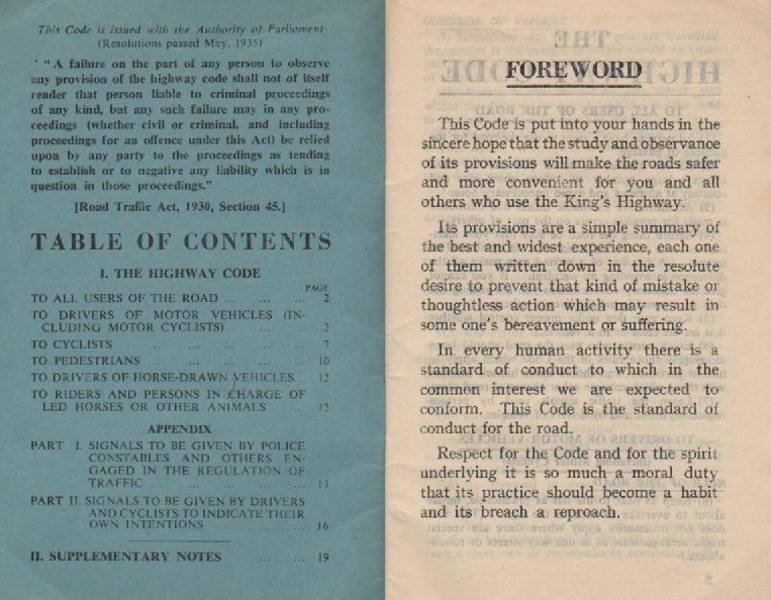 This Code is issued with the Authority of Parliament
(Resolutions passed May, 1935)
"A failure on the part of any person to observe
any provision of the highway code shall not of itself
render that person liable to criminal proceedings
of any kind, but any such failure may in any pro-
ceedings (whether civil or criminal, and including
proceedings for an offence under this Act) be relied
upon by any party to the proceedings as tending
to establish or to negative any liability which is in
question in those proceedings."
[Road Traffic Act, 1930, Section 45.]
TABLE OF CONTENTS
I. THE HIGHWAY CODE
PAGE
TO ALL USERS OF THE ROAD ... ... ... 2
TO DRIVERS OF MOTOR VEHICLES (IN-
CLUDING MOTOR CYCLISTS) ... ... ... 2
TO CYCLISTS ... ... ... ... ... 7
TO PEDESTRIANS ... ... ... ... 10
TO DRIVERS OF HORSE-DRAWN VEHICLES... 12
TO RIDERS AND PERSONS IN CHARGE OF
LED HORSES OR OTHER ANIMALS ... 12
APPENDIX
PART I. SIGNALS TO BE GIVEN BY POLICE
CONSTABLES AND OTHERS EN-
GAGED IN THE REGULATION OF
TRAFFIC ... ... ... ... 13
PART II. SIGNALS TO BE GIVEN BY DRIVERS
AND CYCLISTS TO INDICATE THEIR
OWN INTENTIONS ... ... ... 16
II. SUPPLEMENTARY NOTES ... ... 19
FOREWORD
This Code is put into your hands in the
sincere hope that the study and observance
of its provisions will make the roads safer
and more convenient for you and all
others who use the King's Highway.
Its provisions are a simple summary of
the best and widest experience, each one
of them written down in the resolute
desire to prevent that kind of mistake or
thoughtless action which may result in
some one's bereavement or suffering.
In every human activity there is a
standard of conduct to which in the
common interest we are expected to
conform. This Code is the standard of
conduct for the road.
Respect for the Code and for the spirit
underlying it is so much a moral duty
that its practice should become a habit
and its breach a reproach.